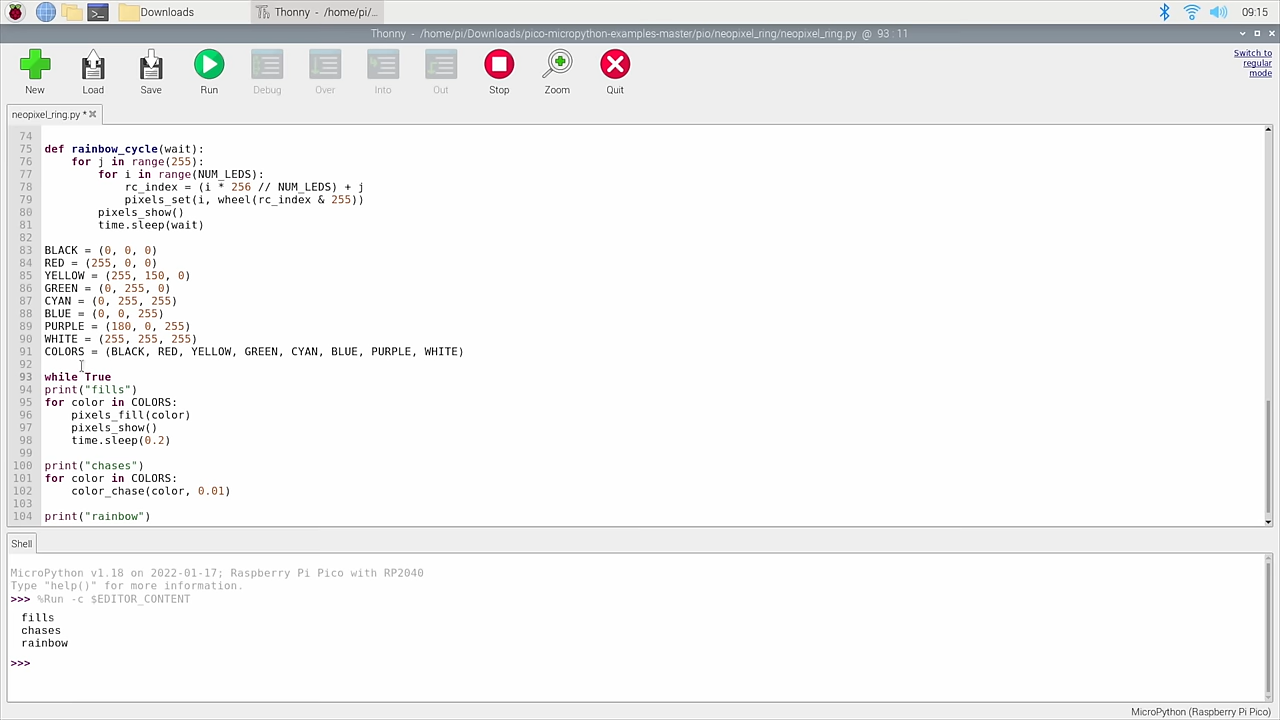 Downloads
Thonny - /home/pi/...
09:15
Thonny - /home/pi/Downloads/pico-micropython-examples-master/pio/neopixel_ring/neopixel_ring.py @ 93 : 11
New
Load
Save
Run
Debug
Over
Into
Out
Stop
Zoom
Quit
Switch to
regular
mode
neopixel_ring.py *
74
75 def rainbow_cycle(wait):
76     for j in range(255):
77         for i in range(NUM_LEDS):
78             rc_index = (i * 256 // NUM_LEDS) + j
79             pixels_set(i, wheel(rc_index & 255))
80         pixels_show()
81         time.sleep(wait)
82
83 BLACK = (0, 0, 0)
84 RED = (255, 0, 0)
85 YELLOW = (255, 150, 0)
86 GREEN = (0, 255, 0)
87 CYAN = (0, 255, 255)
88 BLUE = (0, 0, 255)
89 PURPLE = (180, 0, 255)
90 WHITE = (255, 255, 255)
91 COLORS = (BLACK, RED, YELLOW, GREEN, CYAN, BLUE, PURPLE, WHITE)
92
93 while True
94 print("fills")
95 for color in COLORS:
96     pixels_fill(color)
97     pixels_show()
98     time.sleep(0.2)
99
100 print("chases")
101 for color in COLORS:
102     color_chase(color, 0.01)
103
104 print("rainbow")
Shell
MicroPython v1.18 on 2022-01-17; Raspberry Pi Pico with RP2040
Type "help()" for more information.
>>> %Run -c $EDITOR_CONTENT
fills
chases
rainbow
>>>
MicroPython (Raspberry Pi Pico)